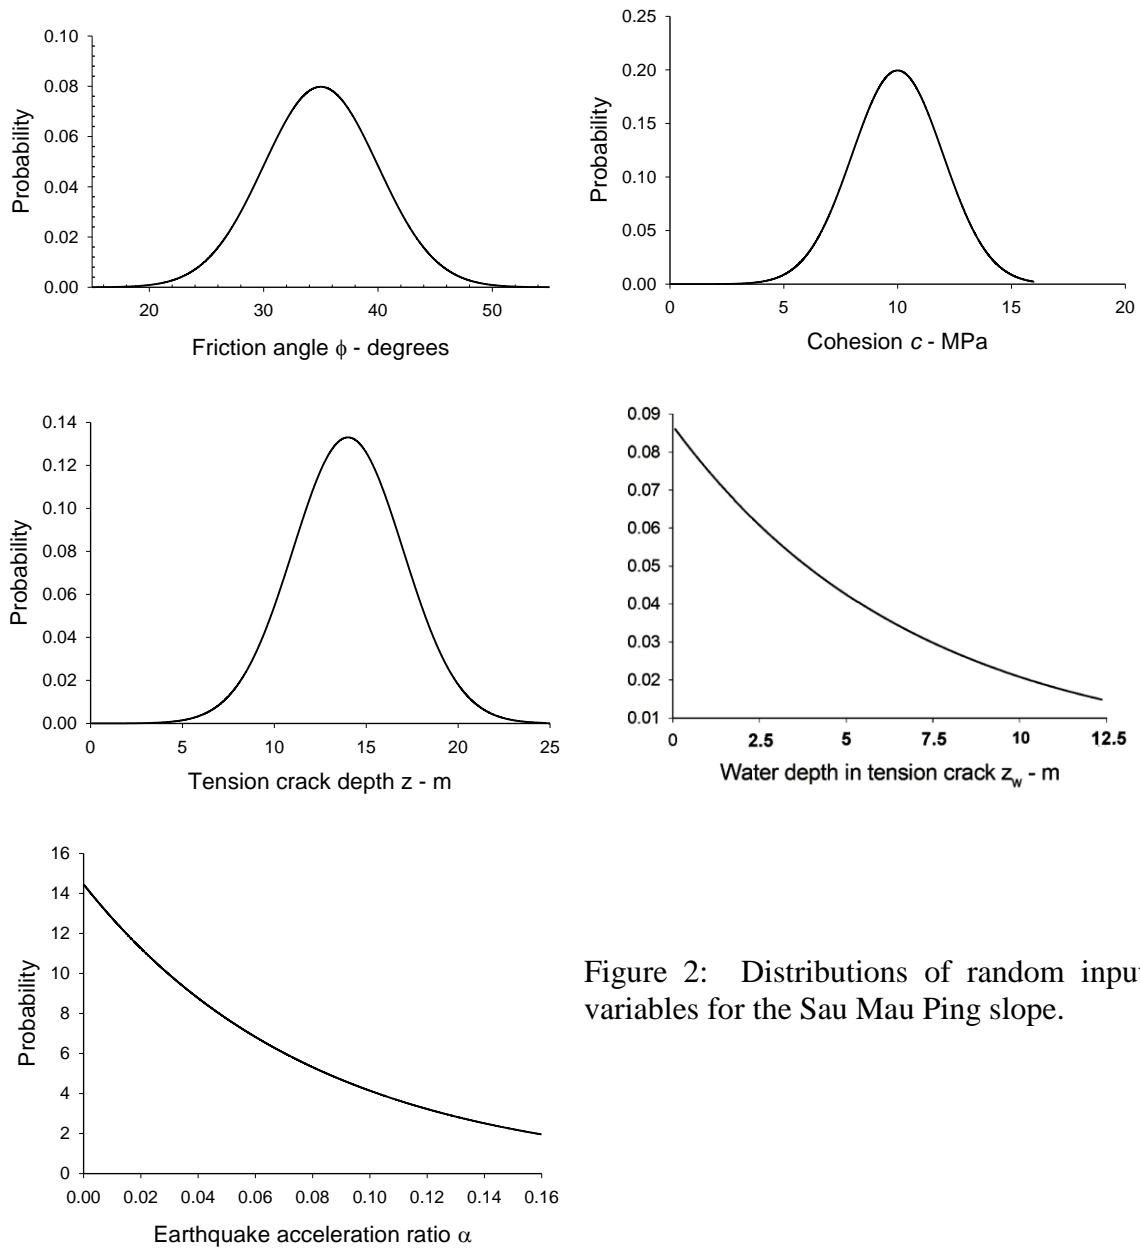 0.10
0.08
0.06
0.04
0.02
0.00
Probability
20 30 40 50
Friction angle ϕ - degrees
0.25
0.20
0.15
0.10
0.05
0.00
Probability
0 5 10 15 20
Cohesion c - MPa
0.14
0.12
0.10
0.08
0.06
0.04
0.02
0.00
Probability
0 5 10 15 20 25
Tension crack depth z - m
0.09
0.08
0.07
0.06
0.05
0.04
0.03
0.02
0.01
0 2.5 5 7.5 10 12.5
Water depth in tension crack zw - m
16
14
12
10
8
6
4
2
0
Probability
0.00 0.02 0.04 0.06 0.08 0.10 0.12 0.14 0.16
Earthquake acceleration ratio α
Figure 2: Distributions of random input
variables for the Sau Mau Ping slope.